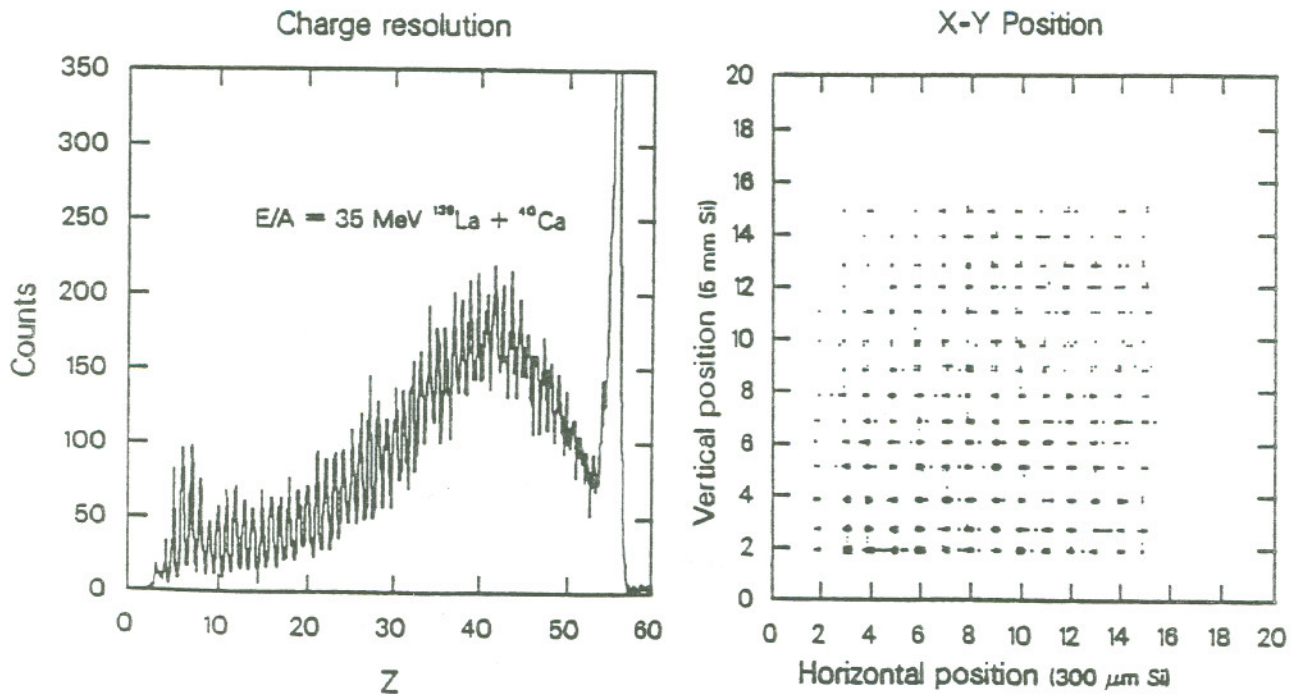 Charge resolution
350
300
250
200
150
100
50
0
Counts
E/A = 35 MeV ¹³⁹La + ⁴⁰Ca
0 10 20 30 40 50 60
Z
X-Y Position
20
18
16
14
12
10
8
6
4
2
0
Vertical position (5 mm Si)
0 2 4 6 8 10 12 14 16 18 20
Horizontal position (300 μm Si)